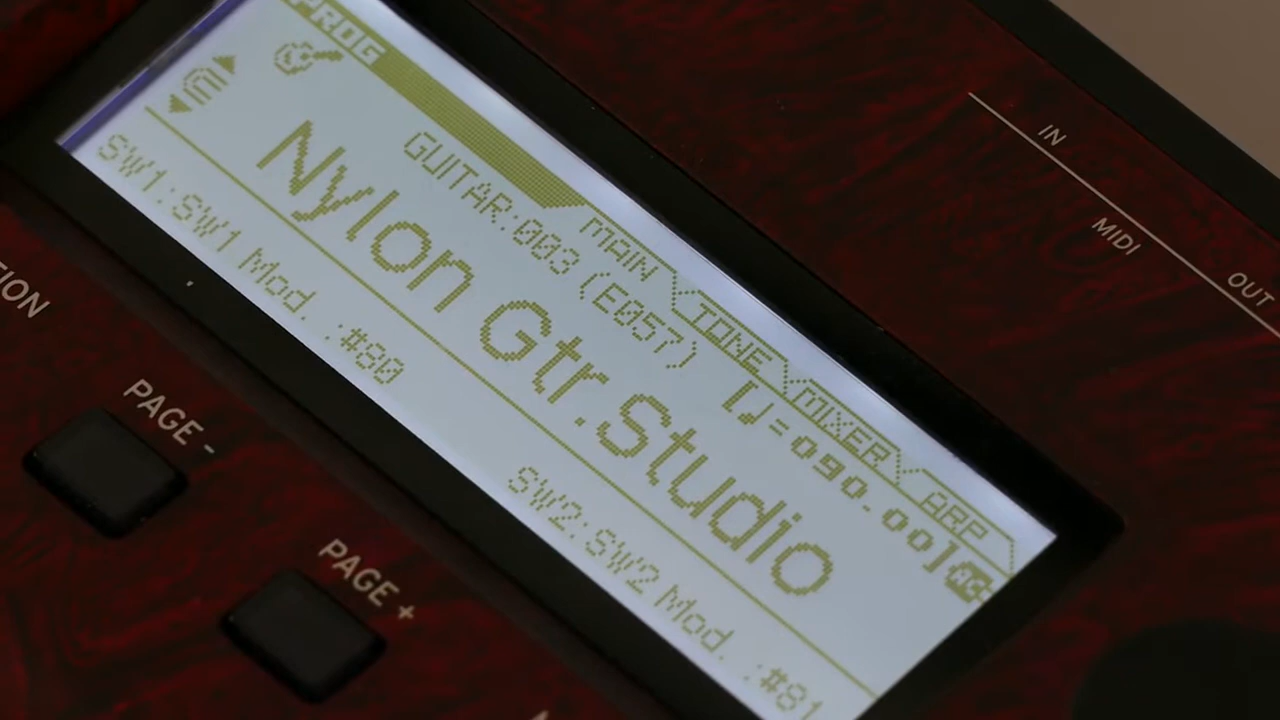 PROG
MAIN TONE MIXER ARP
GUITAR:003 (E057) [♩=090.00]
Nylon Gtr.Studio
SW1:SW1 Mod. :#80
SW2:SW2 Mod. :#81
PAGE -
PAGE +
IN
MIDI
OUT